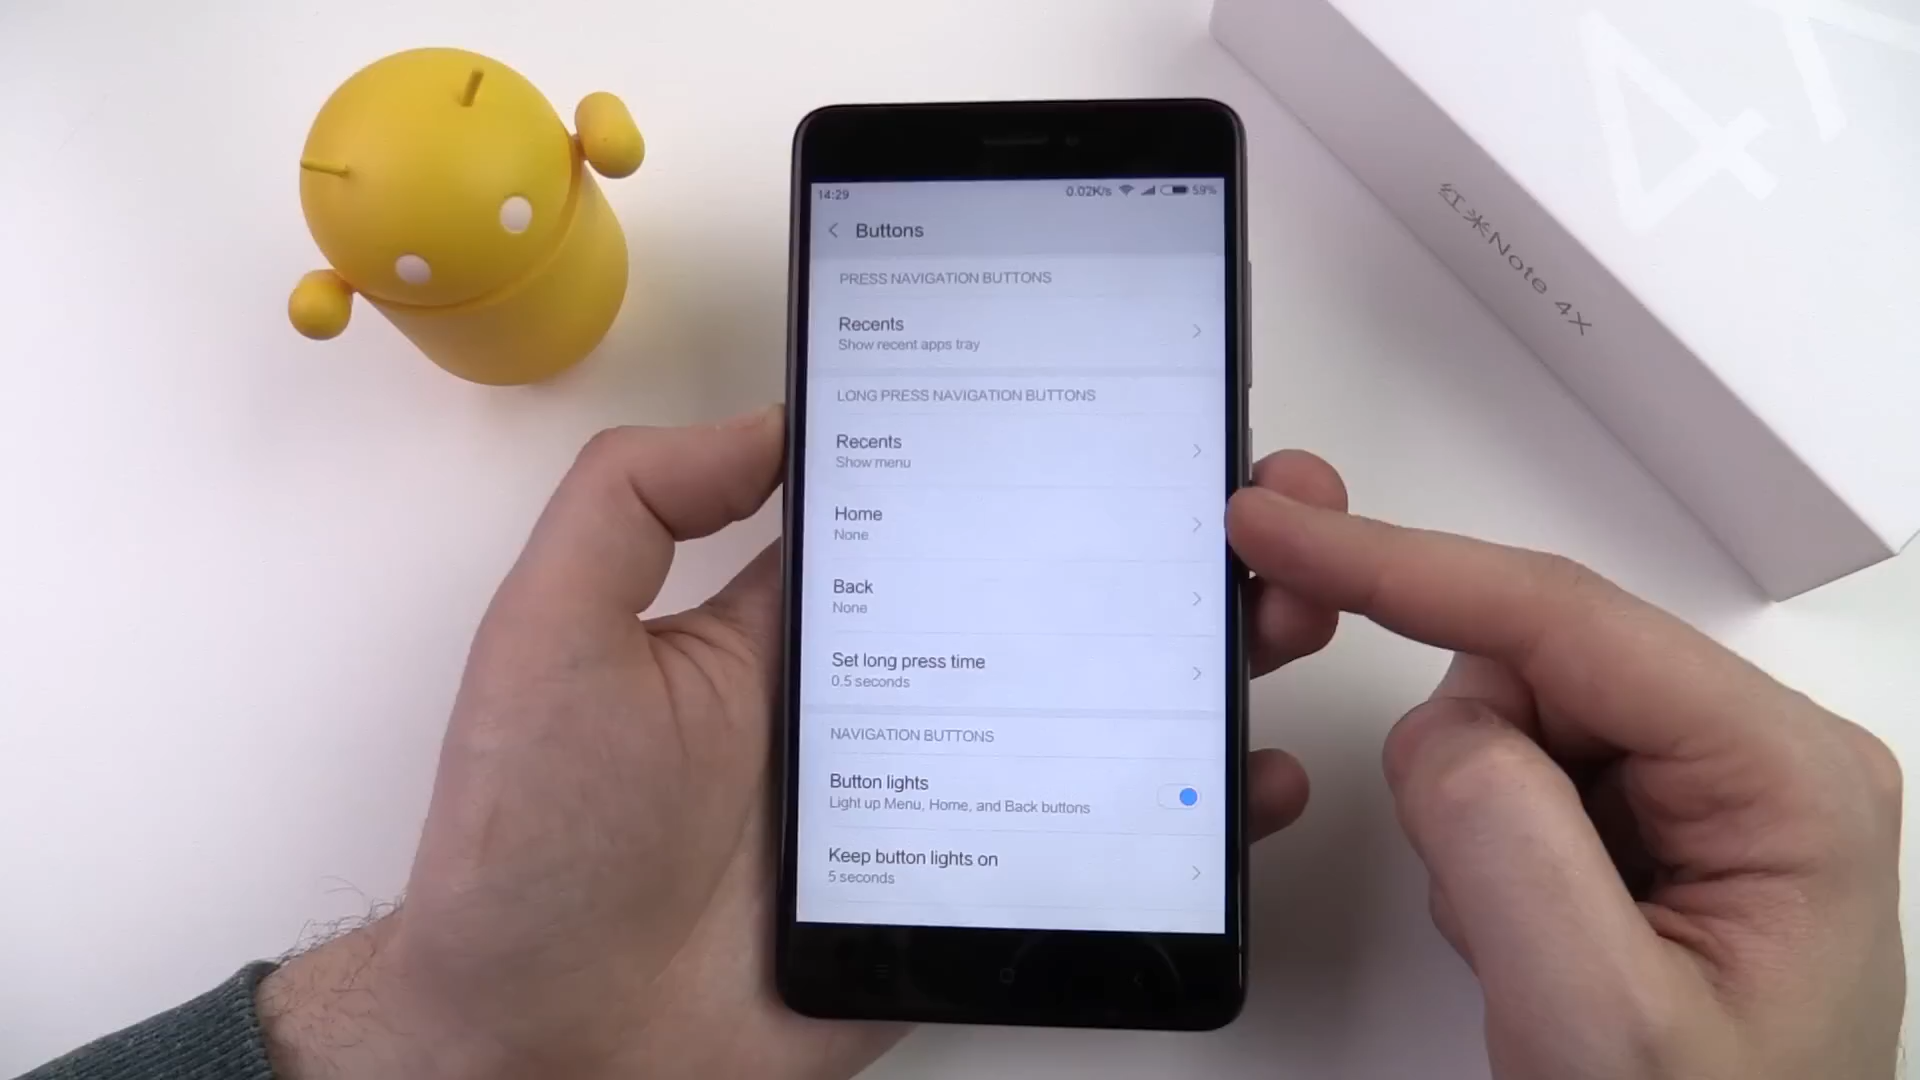 14:29
0.02K/s
59%
Buttons
PRESS NAVIGATION BUTTONS
Recents
Show recent apps tray
LONG PRESS NAVIGATION BUTTONS
Recents
Show menu
Home
None
Back
None
Set long press time
0.5 seconds
NAVIGATION BUTTONS
Button lights
Light up Menu, Home, and Back buttons
Keep button lights on
5 seconds
红米Note 4X